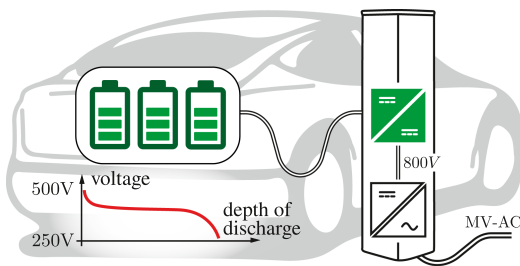 800V
500V
voltage
depth of
discharge
250V
MV-AC